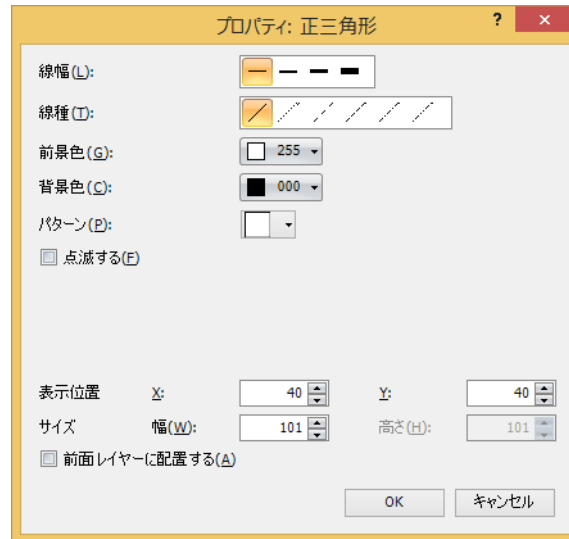 プロパティ: 正三角形 ? ×
線幅(L):
線種(T):
前景色(G): 255
背景色(C): 000
パターン(P):
点滅する(F)
表示位置 X: 40 Y: 40
サイズ 幅(W): 101 高さ(H): 101
前面レイヤーに配置する(A)
OK キャンセル